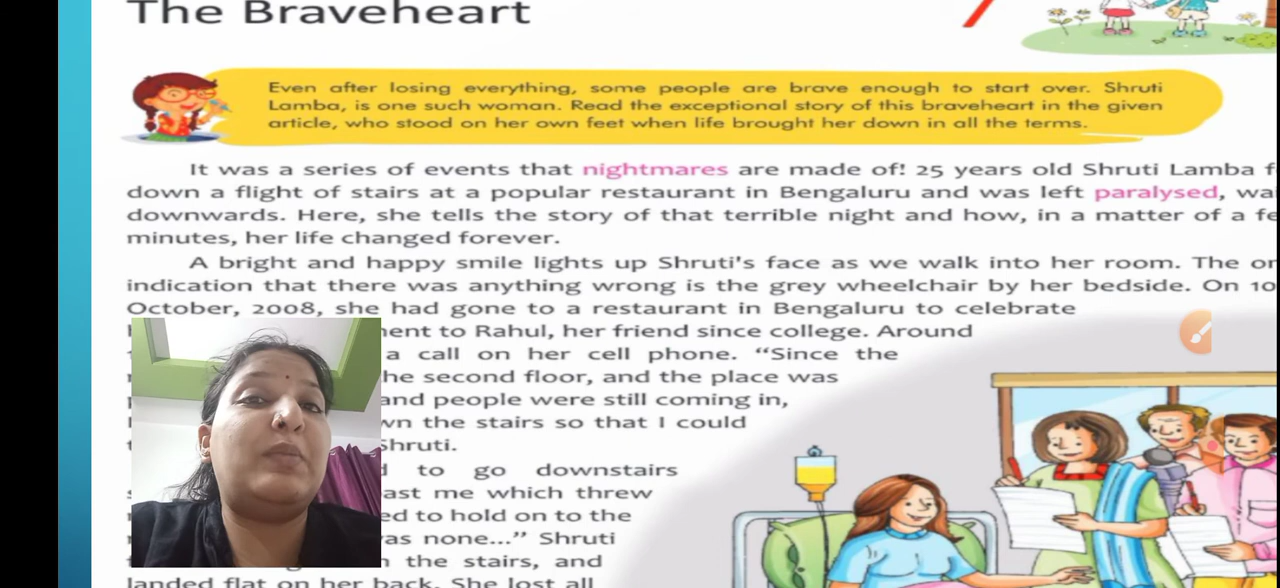 The Braveheart
Even after losing everything, some people are brave enough to start over. Shruti
Lamba, is one such woman. Read the exceptional story of this braveheart in the given
article, who stood on her own feet when life brought her down in all the terms.
It was a series of events that nightmares are made of! 25 years old Shruti Lamba f
down a flight of stairs at a popular restaurant in Bengaluru and was left paralysed, wa
downwards. Here, she tells the story of that terrible night and how, in a matter of a fe
minutes, her life changed forever.
A bright and happy smile lights up Shruti's face as we walk into her room. The on
indication that there was anything wrong is the grey wheelchair by her bedside. On 10
October, 2008, she had gone to a restaurant in Bengaluru to celebrate
ent to Rahul, her friend since college. Around
a call on her cell phone. “Since the
he second floor, and the place was
and people were still coming in,
wn the stairs so that I could
Shruti.
to go downstairs
ast me which threw
ed to hold on to the
as none...” Shruti
the stairs, and
landed flat on her back. She lost all